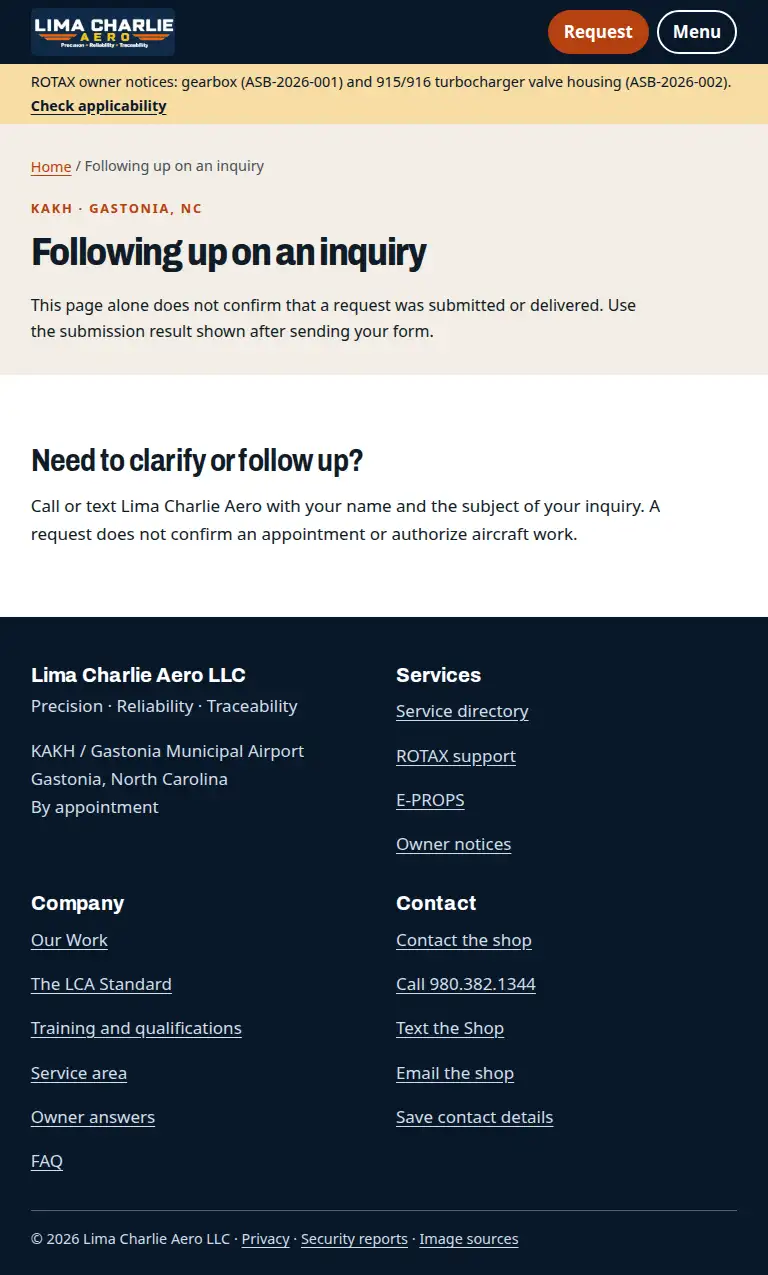 LIMA CHARLIE
AERO
Precision · Reliability · Traceability
Request
Menu
ROTAX owner notices: gearbox (ASB-2026-001) and 915/916 turbocharger valve housing (ASB-2026-002).
Check applicability
Home / Following up on an inquiry
KAKH · GASTONIA, NC
Following up on an inquiry
This page alone does not confirm that a request was submitted or delivered. Use
the submission result shown after sending your form.
Need to clarify or follow up?
Call or text Lima Charlie Aero with your name and the subject of your inquiry. A
request does not confirm an appointment or authorize aircraft work.
Lima Charlie Aero LLC
Precision · Reliability · Traceability
KAKH / Gastonia Municipal Airport
Gastonia, North Carolina
By appointment
Services
Service directory
ROTAX support
E-PROPS
Owner notices
Company
Our Work
The LCA Standard
Training and qualifications
Service area
Owner answers
FAQ
Contact
Contact the shop
Call 980.382.1344
Text the Shop
Email the shop
Save contact details
© 2026 Lima Charlie Aero LLC · Privacy · Security reports · Image sources